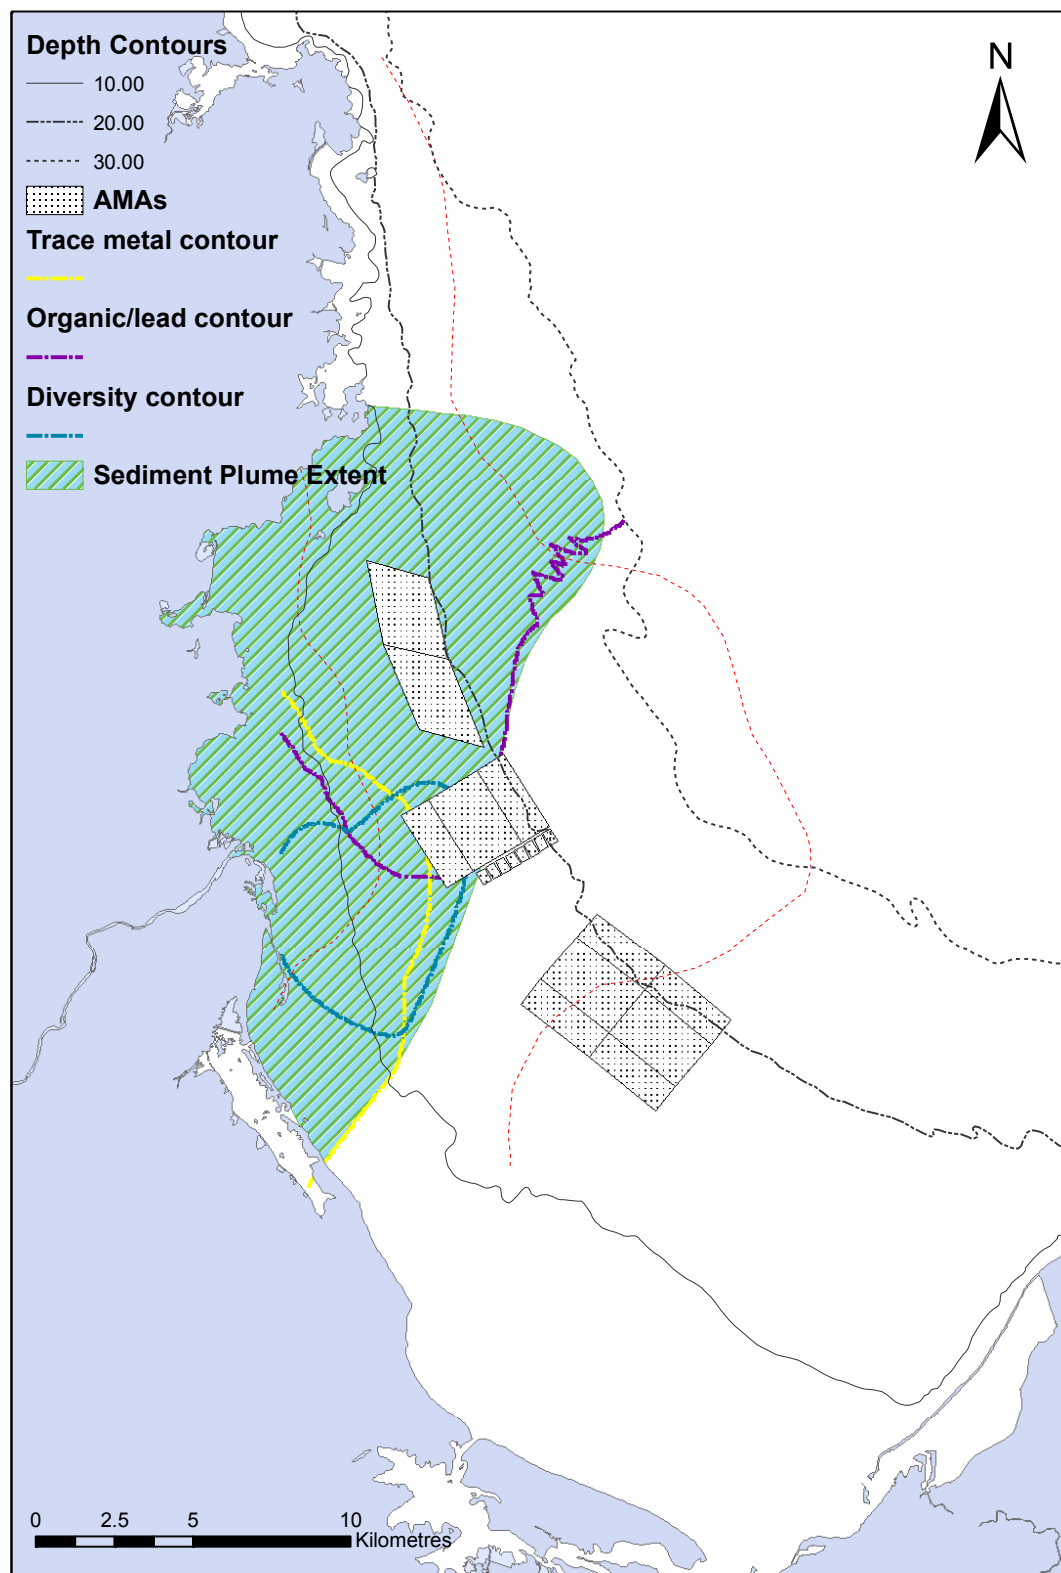 Depth Contours
10.00
20.00
30.00
AMAs
Trace metal contour
Organic/lead contour
Diversity contour
Sediment Plume Extent
N
0 2.5 5 10
Kilometres